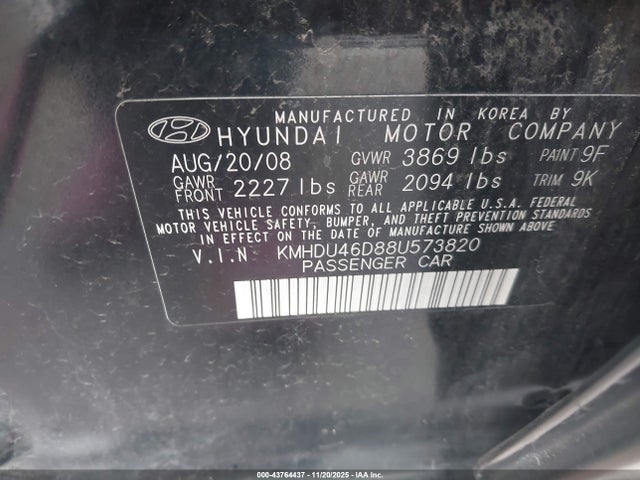 MANUFACTURED IN KOREA BY
HYUNDAI MOTOR COMPANY
AUG/20/08 GVWR 3869 lbs PAINT 9F
GAWR FRONT 2227 lbs GAWR REAR 2094 lbs TRIM 9K
THIS VEHICLE CONFORMS TO ALL APPLICABLE U.S.A. FEDERAL
MOTOR VEHICLE SAFETY, BUMPER, AND THEFT PREVENTION STANDARDS
IN EFFECT ON THE DATE OF MANUFACTURE SHOWN ABOVE.
V.I.N KMHDU46D88U573820
PASSENGER CAR
000-43764437 - 11/20/2025 - IAA Inc.